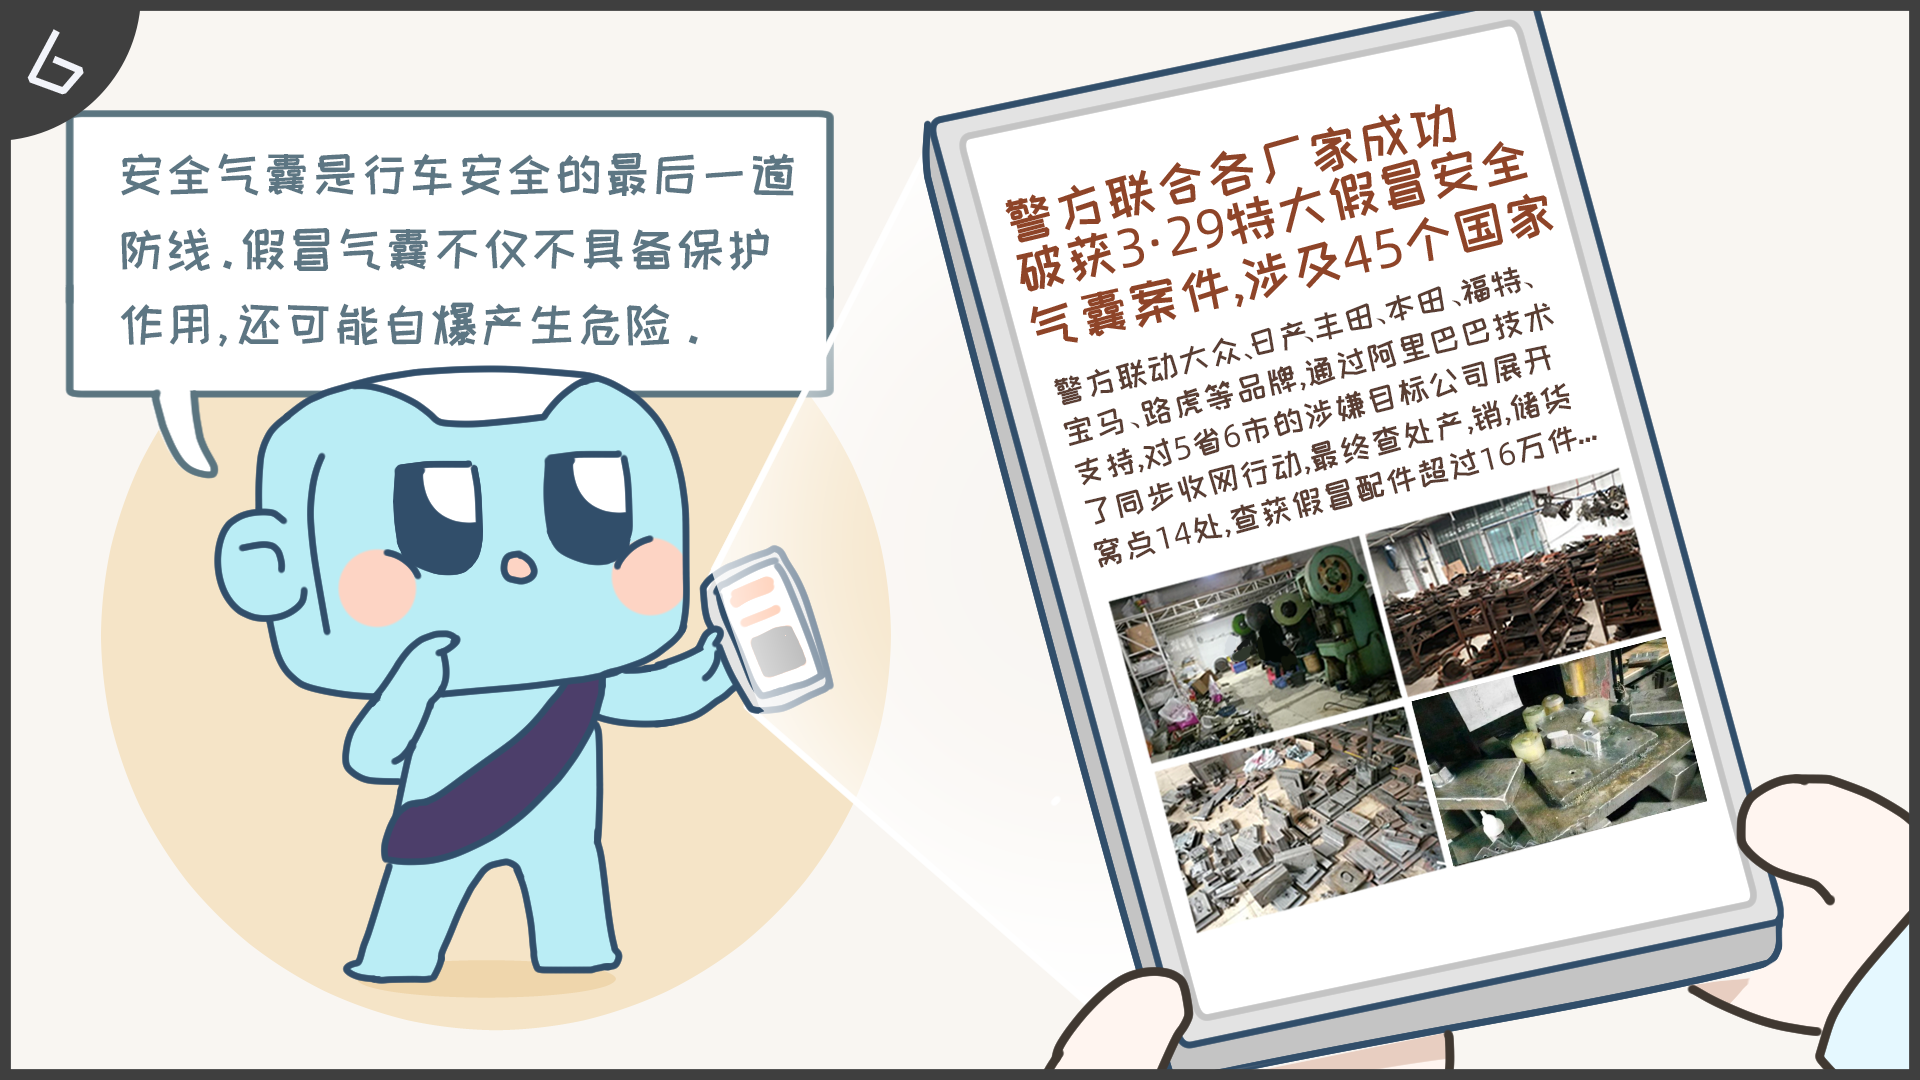 6
安全气囊是行车安全的最后一道
防线.假冒气囊不仅不具备保护
作用,还可能自爆产生危险.
警方联合各厂家成功
破获3·29特大假冒安全
气囊案件,涉及45个国家
警方联动大众、日产、丰田、本田、福特、
宝马、路虎等品牌,通过阿里巴巴技术
支持,对5省6市的涉嫌目标公司展开
了同步收网行动,最终查处产,销,储货
窝点14处,查获假冒配件超过16万件...